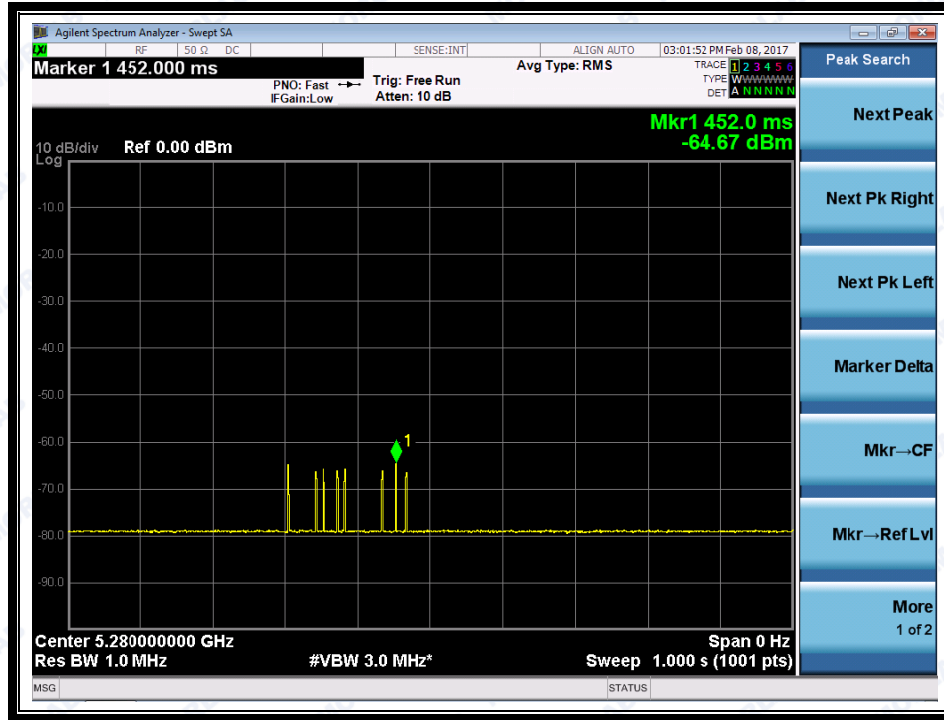 Agilent Spectrum Analyzer - Swept SA
LXI RF 50 Ω DC SENSE:INT ALIGN AUTO 03:01:52 PM Feb 08, 2017
Marker 1 452.000 ms
PNO: Fast
IFGain:Low
Trig: Free Run
Atten: 10 dB
Avg Type: RMS
TRACE 1 2 3 4 5 6
TYPE WWWWWW
DET A N N N N N
Mkr1 452.0 ms
-64.67 dBm
10 dB/div Ref 0.00 dBm
Log
-10.0
-20.0
-30.0
-40.0
-50.0
-60.0
-70.0
-80.0
-90.0
1
Center 5.280000000 GHz Span 0 Hz
Res BW 1.0 MHz #VBW 3.0 MHz* Sweep 1.000 s (1001 pts)
MSG STATUS
Peak Search
Next Peak
Next Pk Right
Next Pk Left
Marker Delta
Mkr→CF
Mkr→Ref Lvl
More
1 of 2